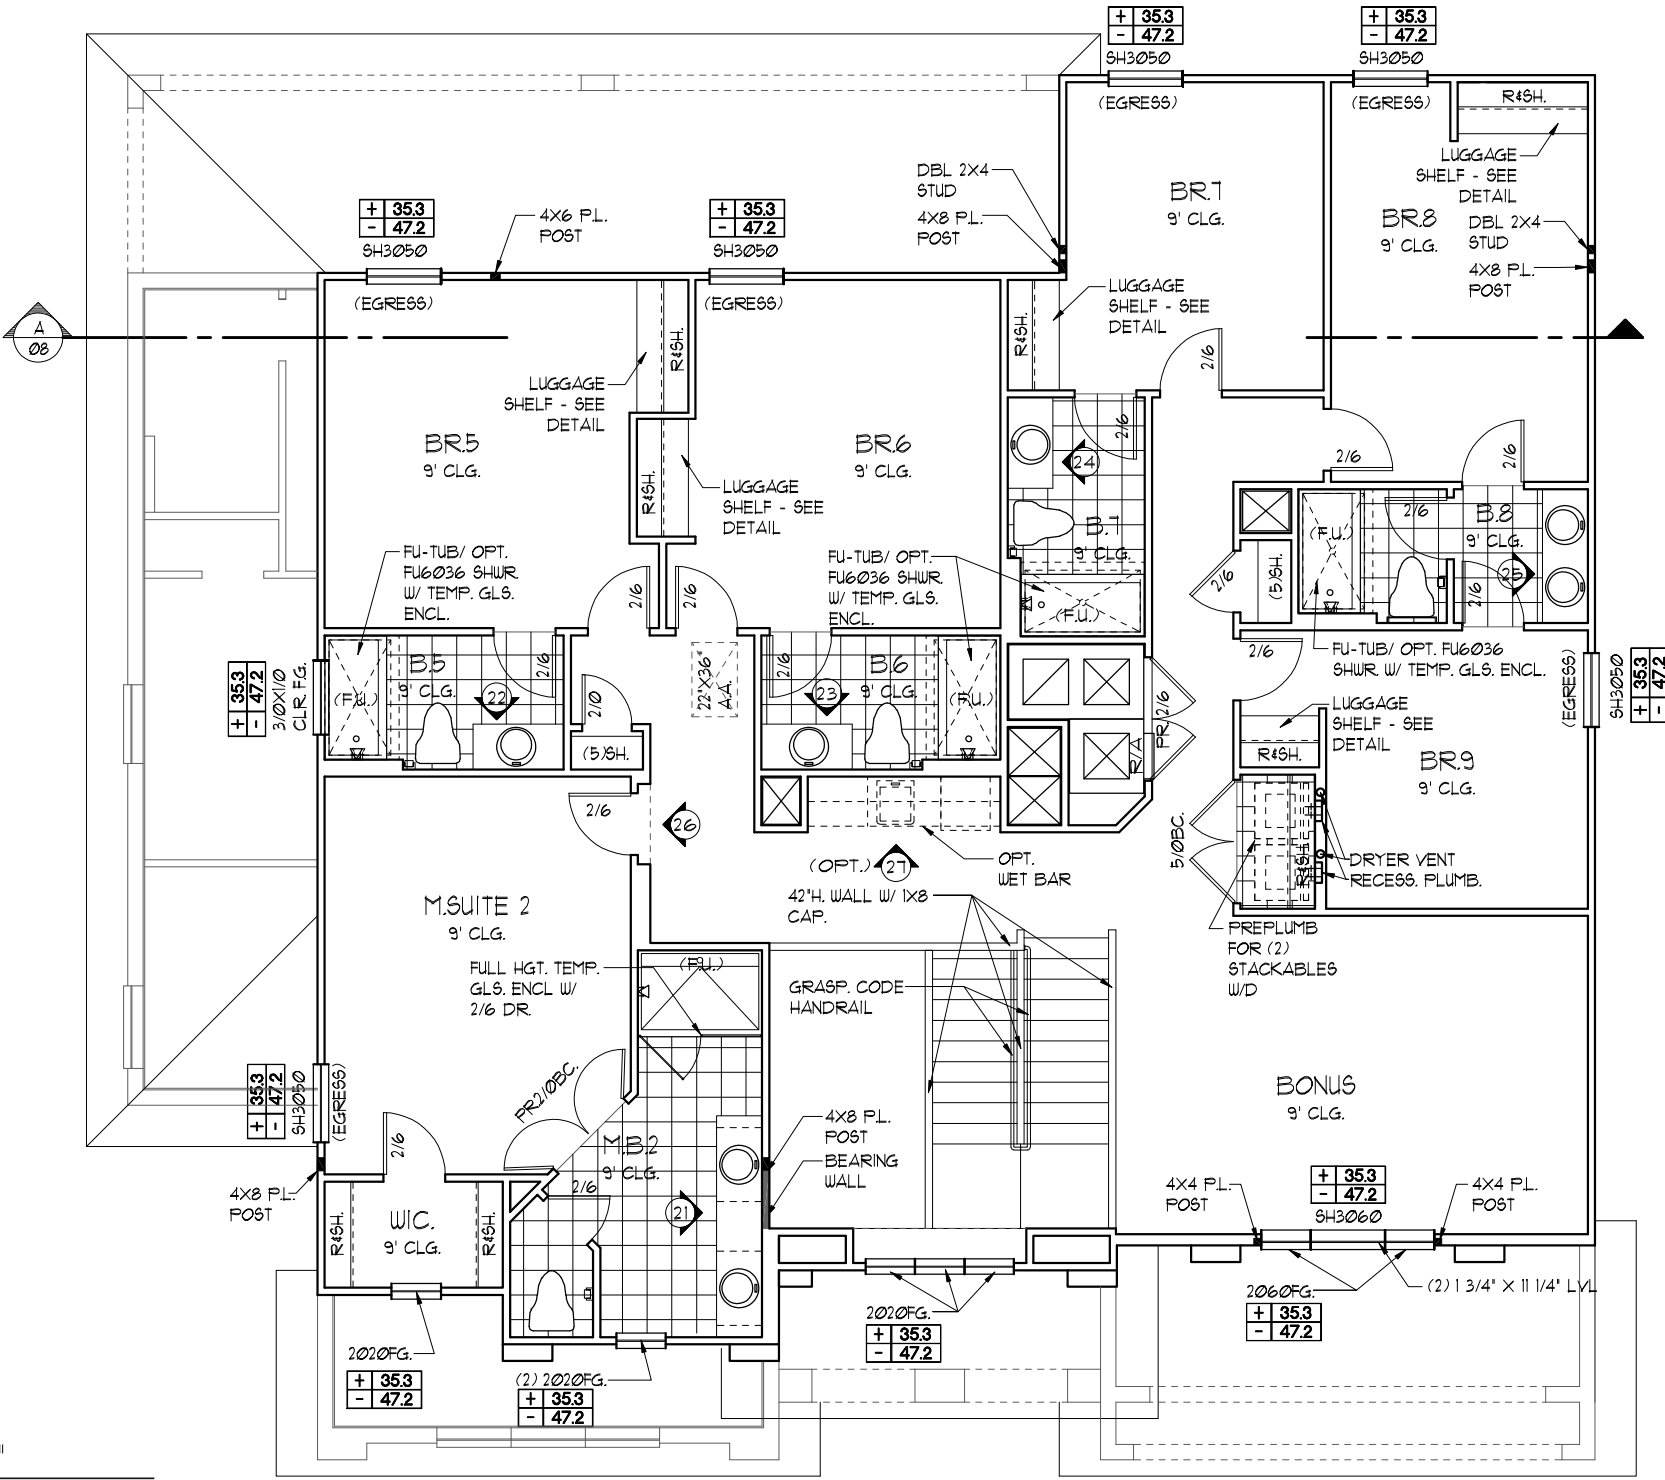 + 35.3
- 47.2
SH3050
(EGRESS)
+ 35.3
- 47.2
SH3050
(EGRESS)
R&SH.
LUGGAGE
SHELF - SEE
DETAIL
DBL 2X4
STUD
4X8 P.L.
POST
BR.7
9' CLG.
BR.8
9' CLG.
DBL 2X4
STUD
4X8 P.L.
POST
+ 35.3
- 47.2
SH3050
(EGRESS)
4X6 P.L.
POST
+ 35.3
- 47.2
SH3050
(EGRESS)
LUGGAGE
SHELF - SEE
DETAIL
R&SH.
A
08
R&SH.
LUGGAGE
SHELF - SEE
DETAIL
2/6
BR.5
9' CLG.
BR.6
9' CLG.
2/6
24
2/6
2/6
R&SH.
LUGGAGE
SHELF - SEE
DETAIL
B.7
9' CLG.
2/6
B.8
9' CLG.
(F.U.)
25
2/6
FU-TUB/ OPT.
FU6036 SHWR.
W/ TEMP. GLS.
ENCL.
FU-TUB/ OPT.
FU6036 SHWR.
W/ TEMP. GLS.
ENCL.
2/6
2/6
(F.U.)
2/6
(5)SH.
B.5
9' CLG.
22
2/6
(F.U.)
22"X36"
A.A.
2/6
B.6
9' CLG.
23
(F.U.)
2/6
FU-TUB/ OPT. FU6036
SHWR. W/ TEMP. GLS. ENCL.
+ 35.3
- 47.2
3/0X1/0
CLR. F.G.
2/0
(5)SH.
R/A
PR. 2/6
LUGGAGE
SHELF - SEE
DETAIL
R&SH.
(EGRESS)
SH3050
+ 35.3
- 47.2
BR.9
9' CLG.
2/6
26
(OPT.)
27
OPT.
WET BAR
5/0BC.
R&SH.
DRYER VENT
RECESS. PLUMB.
M.SUITE 2
9' CLG.
42"H. WALL W/ 1X8
CAP.
PREPLUMB
FOR (2)
STACKABLES
W/D
FULL HGT. TEMP.
GLS. ENCL W/
2/6 DR.
(F.U.)
GRASP. CODE
HANDRAIL
BONUS
9' CLG.
+ 35.3
- 47.2
SH3050
(EGRESS)
PR.2/0BC.
2/6
M.B.2
9' CLG.
4X8 P.L.
POST
BEARING
WALL
4X8 P.L.
POST
2/6
21
R&SH.
W.I.C.
9' CLG.
R&SH.
4X4 P.L.
POST
+ 35.3
- 47.2
SH3060
4X4 P.L.
POST
2020FG.
+ 35.3
- 47.2
2060FG.
+ 35.3
- 47.2
(2) 1 3/4" X 11 1/4" LVL
2020FG.
+ 35.3
- 47.2
(2) 2020FG.
+ 35.3
- 47.2